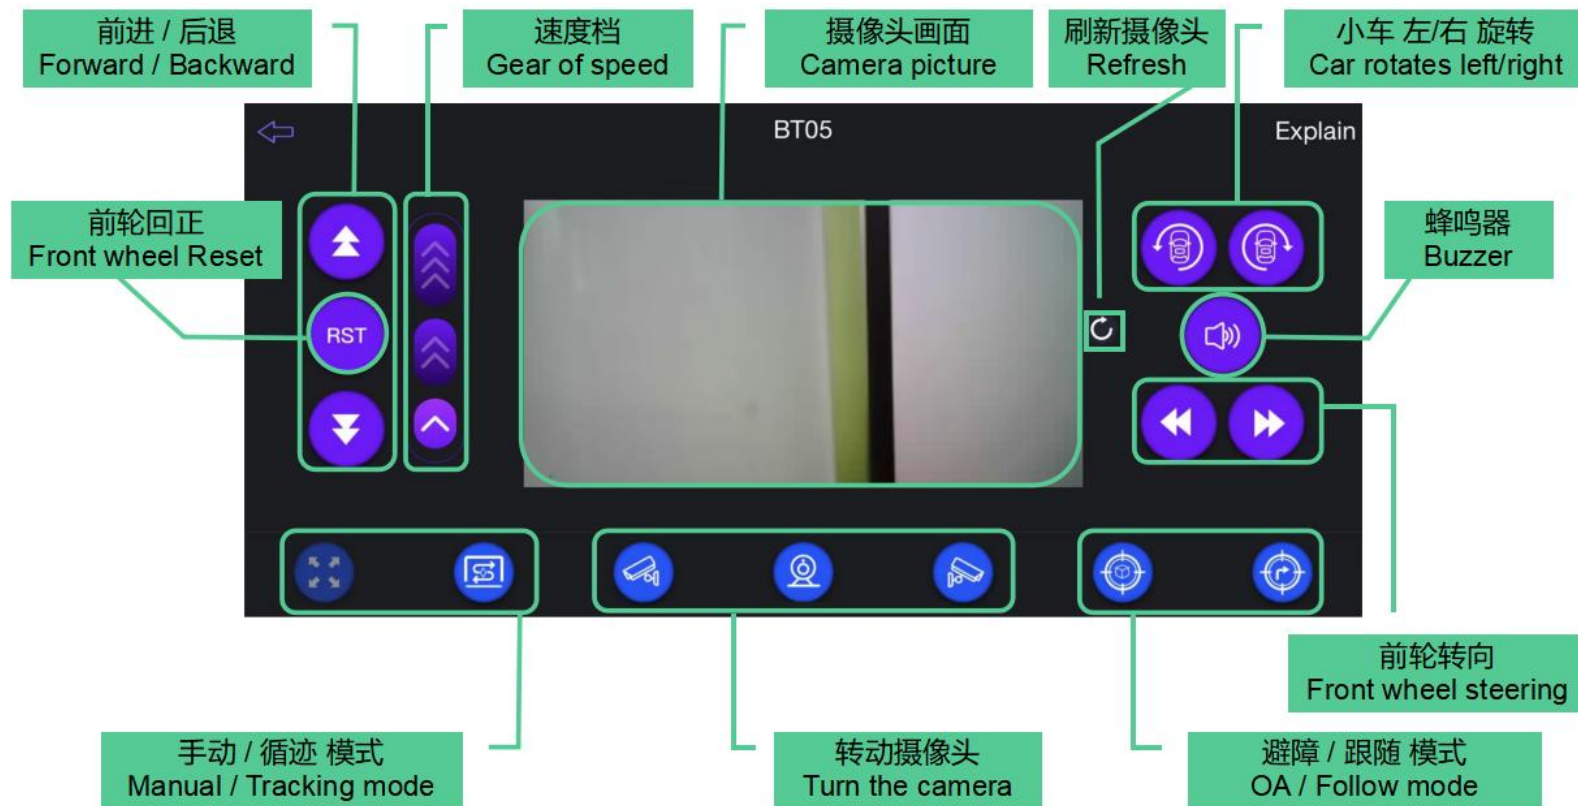 前进 / 后退
Forward / Backward
速度档
Gear of speed
摄像头画面
Camera picture
刷新摄像头
Refresh
小车 左/右 旋转
Car rotates left/right
BT05
Explain
前轮回正
Front wheel Reset
蜂鸣器
Buzzer
RST
前轮转向
Front wheel steering
手动 / 循迹 模式
Manual / Tracking mode
转动摄像头
Turn the camera
避障 / 跟随 模式
OA / Follow mode